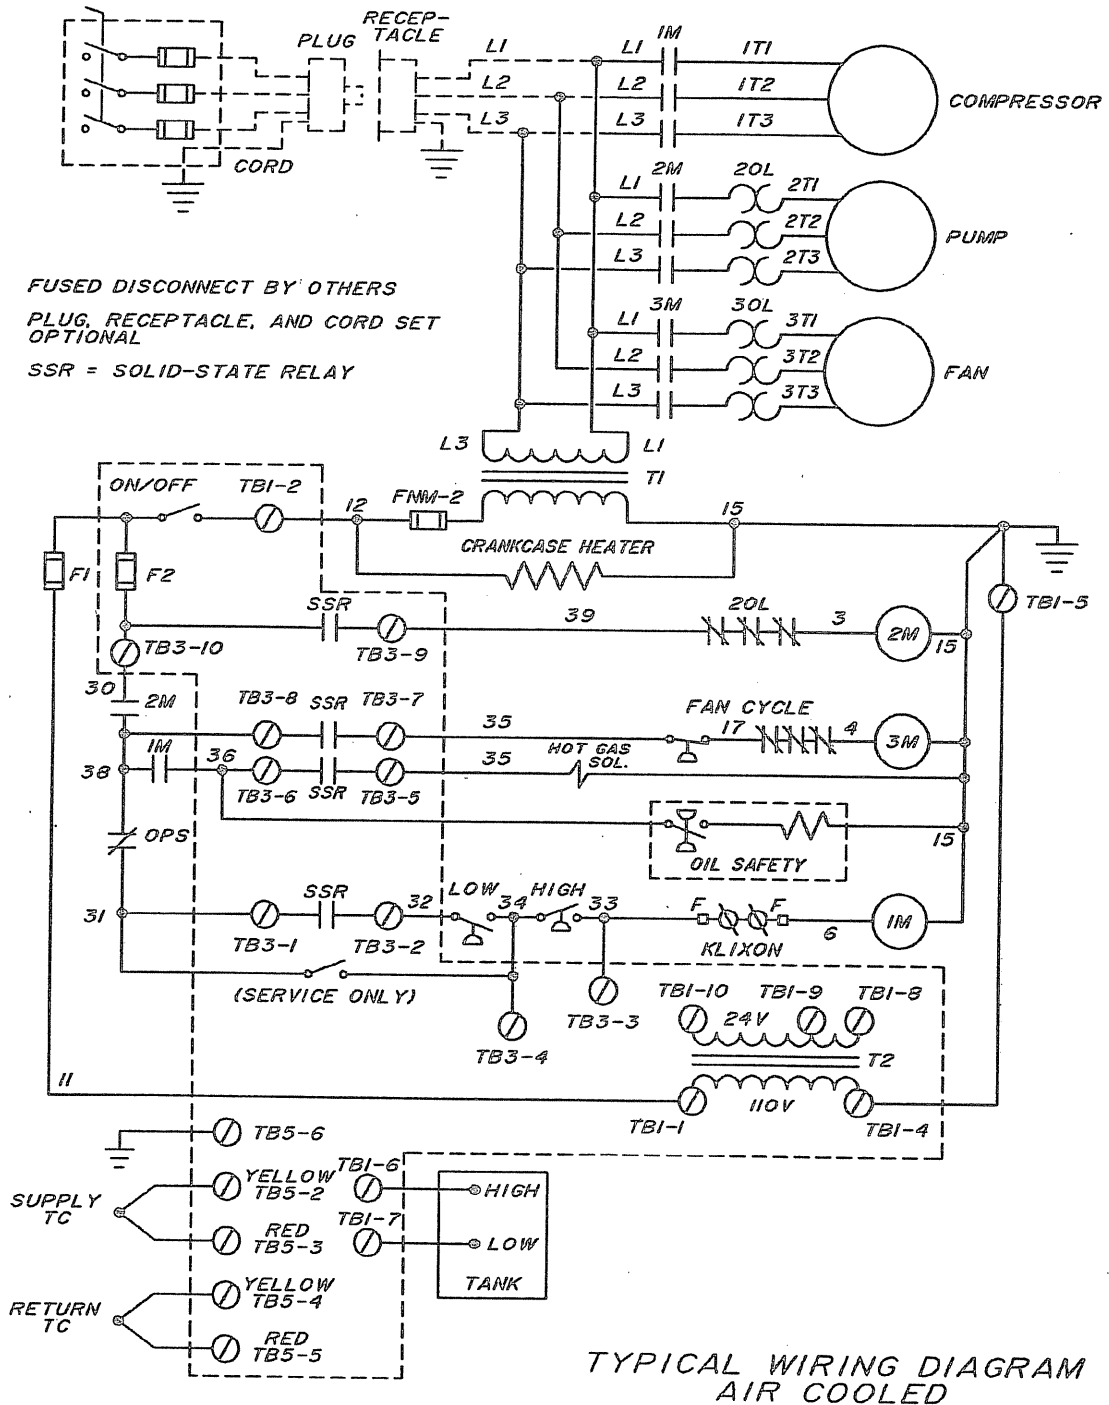 RECEP-
TACLE
PLUG
L1
L2
L3
CORD
1M
L1
L2
L3
1T1
1T2
1T3
COMPRESSOR
2M
2OL
L1
L2
L3
2T1
2T2
2T3
PUMP
3M
3OL
L1
L2
L3
3T1
3T2
3T3
FAN
FUSED DISCONNECT BY OTHERS
PLUG, RECEPTACLE, AND CORD SET
OPTIONAL
SSR = SOLID-STATE RELAY
L3
L1
T1
ON/OFF
TB1-2
12
FNM-2
15
CRANKCASE HEATER
F1
F2
TB1-5
SSR
TB3-10
TB3-9
39
2OL
3
2M
15
30
2M
TB3-8
SSR
TB3-7
35
FAN CYCLE
17
4
3M
38
1M
36
TB3-6
SSR
TB3-5
35
HOT GAS
SOL.
OPS
OIL SAFETY
15
31
SSR
TB3-1
TB3-2
32
LOW
34
HIGH
33
F
F
KLIXON
6
1M
(SERVICE ONLY)
TB3-4
TB3-3
TB1-10
TB1-9
TB1-8
24V
T2
110V
TB1-1
TB1-4
11
TB5-6
SUPPLY
TC
YELLOW
TB5-2
RED
TB5-3
TB1-6
TB1-7
HIGH
LOW
TANK
RETURN
TC
YELLOW
TB5-4
RED
TB5-5
TYPICAL WIRING DIAGRAM
AIR COOLED